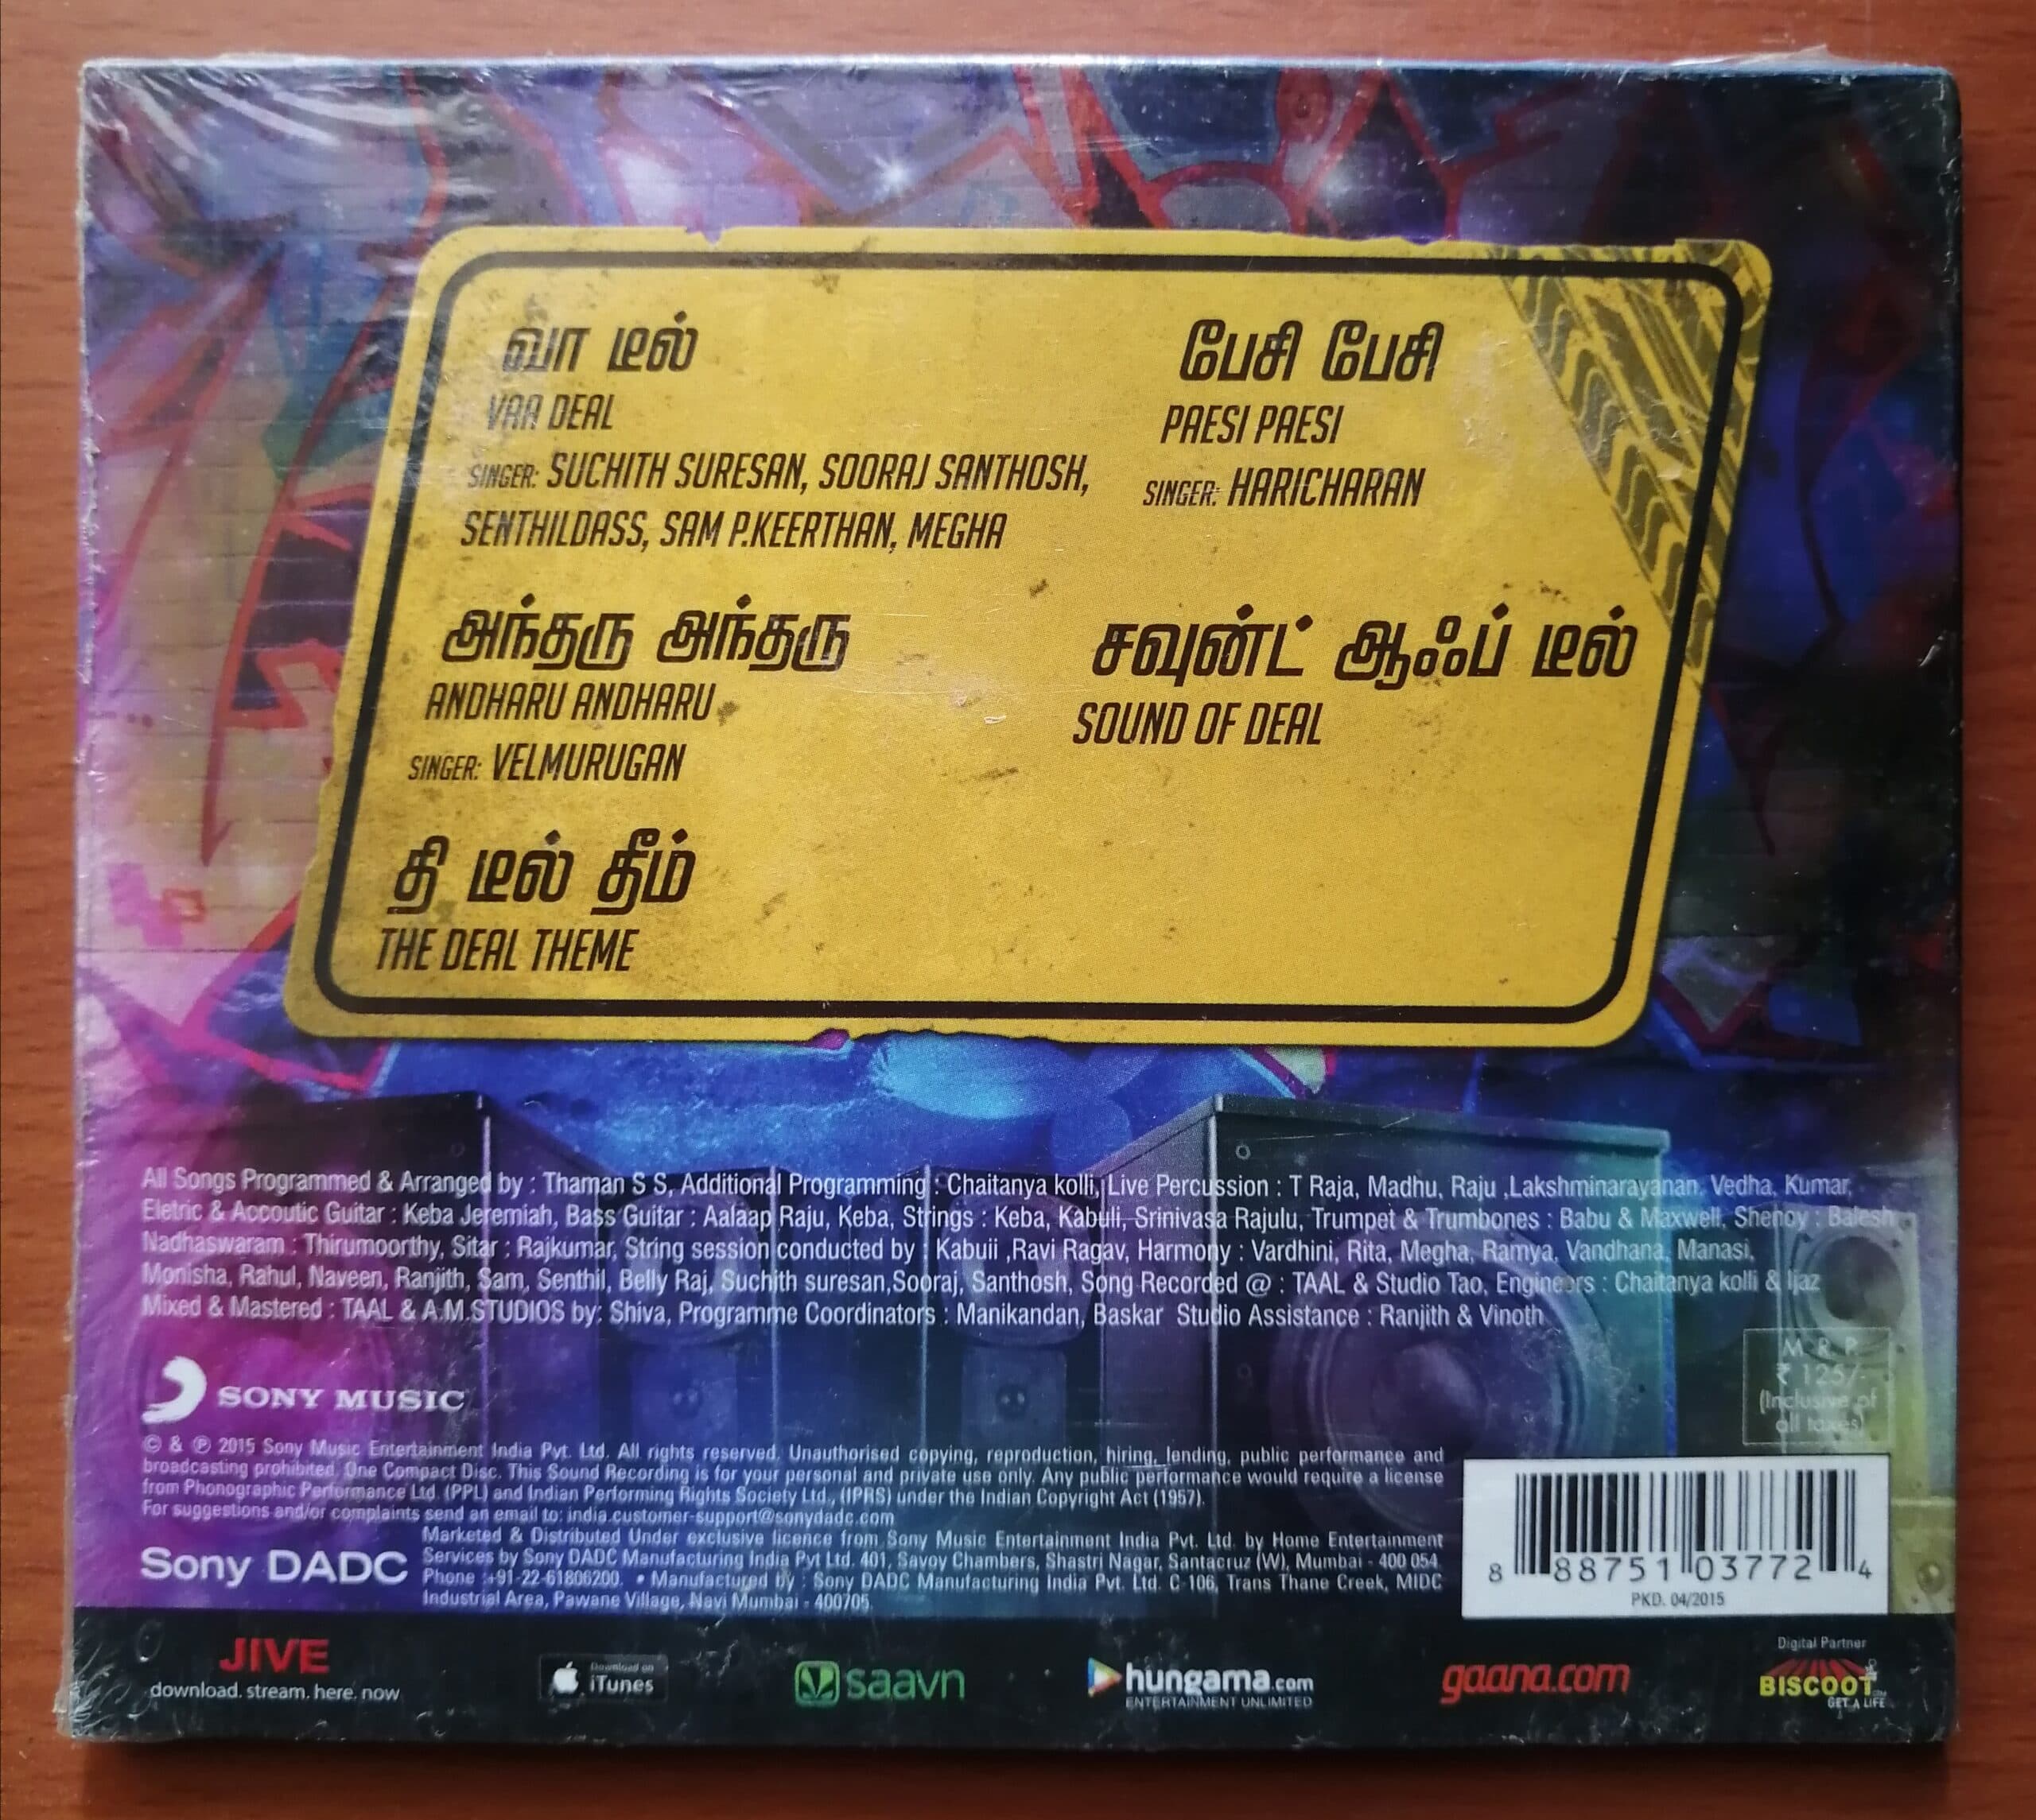 வா டீல்
VAA DEAL
SINGER: SUCHITH SURESAN, SOORAJ SANTHOSH,
SENTHILDASS, SAM P.KEERTHAN, MEGHA
அந்தரு அந்தரு
ANDHARU ANDHARU
SINGER: VELMURUGAN
தி டீல் தீம்
THE DEAL THEME
பேசி பேசி
PAESI PAESI
SINGER: HARICHARAN
சவுண்ட் ஆஃப் டீல்
SOUND OF DEAL
All Songs Programmed & Arranged by : Thaman S S, Additional Programming : Chaitanya kolli, Live Percussion : T Raja, Madhu, Raju ,Lakshminarayanan, Vedha, Kumar,
Eletric & Accoutic Guitar : Keba Jeremiah, Bass Guitar : Aalaap Raju, Keba, Strings : Keba, Kabuli, Srinivasa Rajulu, Trumpet & Trumbones : Babu & Maxwell, Shenoy : Balesh
Nadhaswaram : Thirumoorthy, Sitar : Rajkumar, String session conducted by : Kabuii ,Ravi Ragav, Harmony : Vardhini, Rita, Megha, Ramya, Vandhana, Manasi,
Monisha, Rahul, Naveen, Ranjith, Sam, Senthil, Belly Raj, Suchith suresan,Sooraj, Santhosh, Song Recorded @ : TAAL & Studio Tao, Engineers : Chaitanya kolli & Ijaz
Mixed & Mastered : TAAL & A.M.STUDIOS by: Shiva, Programme Coordinators : Manikandan, Baskar Studio Assistance : Ranjith & Vinoth
M.R.P.
₹ 125/-
(Inclusive of
all taxes)
SONY MUSIC
© & ℗ 2015 Sony Music Entertainment India Pvt. Ltd. All rights reserved. Unauthorised copying, reproduction, hiring, lending, public performance and
broadcasting prohibited. One Compact Disc. This Sound Recording is for your personal and private use only. Any public performance would require a license
from Phonographic Performance Ltd. (PPL) and Indian Performing Rights Society Ltd., (IPRS) under the Indian Copyright Act (1957).
For suggestions and/or complaints send an email to: india.customer-support@sonydadc.com
Sony DADC
Marketed & Distributed Under exclusive licence from Sony Music Entertainment India Pvt. Ltd. by Home Entertainment
Services by Sony DADC Manufacturing India Pvt Ltd. 401, Savoy Chambers, Shastri Nagar, Santacruz (W), Mumbai - 400 054.
Phone :+91-22-61806200. • Manufactured by : Sony DADC Manufacturing India Pvt. Ltd. C-106, Trans Thane Creek, MIDC
Industrial Area, Pawane Village, Navi Mumbai - 400705.
8 88751 03772 4
PKD. 04/2015
JIVE
download. stream. here. now
Download on
iTunes
saavn
hungama.com
ENTERTAINMENT UNLIMITED
gaana.com
Digital Partner
BISCOOT
GET A LIFE